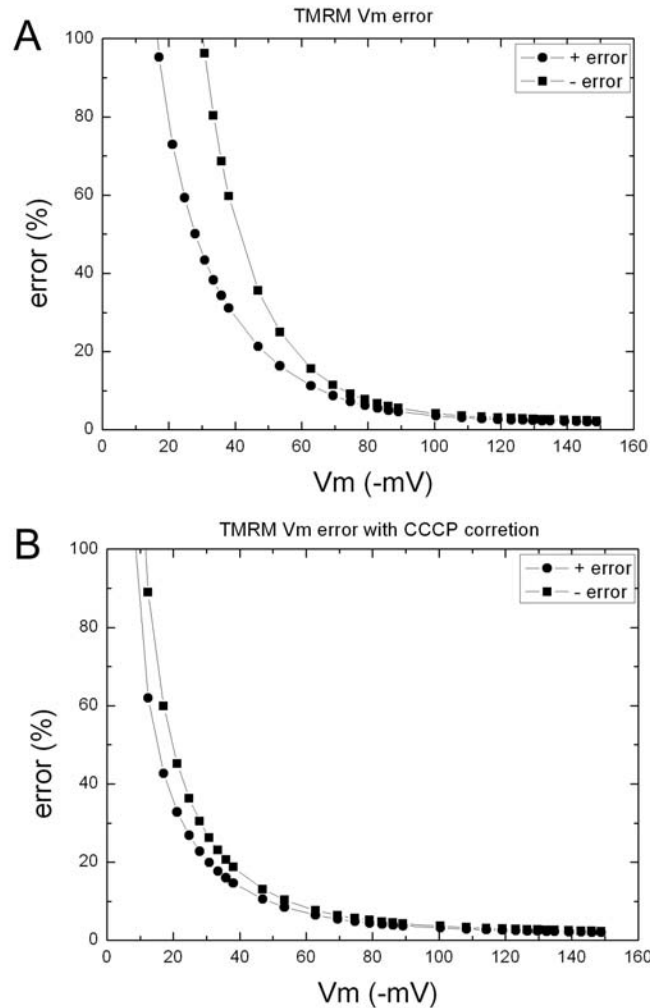 A
TMRM Vm error
100
80
60
40
20
0
error (%)
+ error
- error
0 20 40 60 80 100 120 140 160
Vm (-mV)
B
TMRM Vm error with CCCP corretion
100
80
60
40
20
0
error (%)
+ error
- error
0 20 40 60 80 100 120 140 160
Vm (-mV)